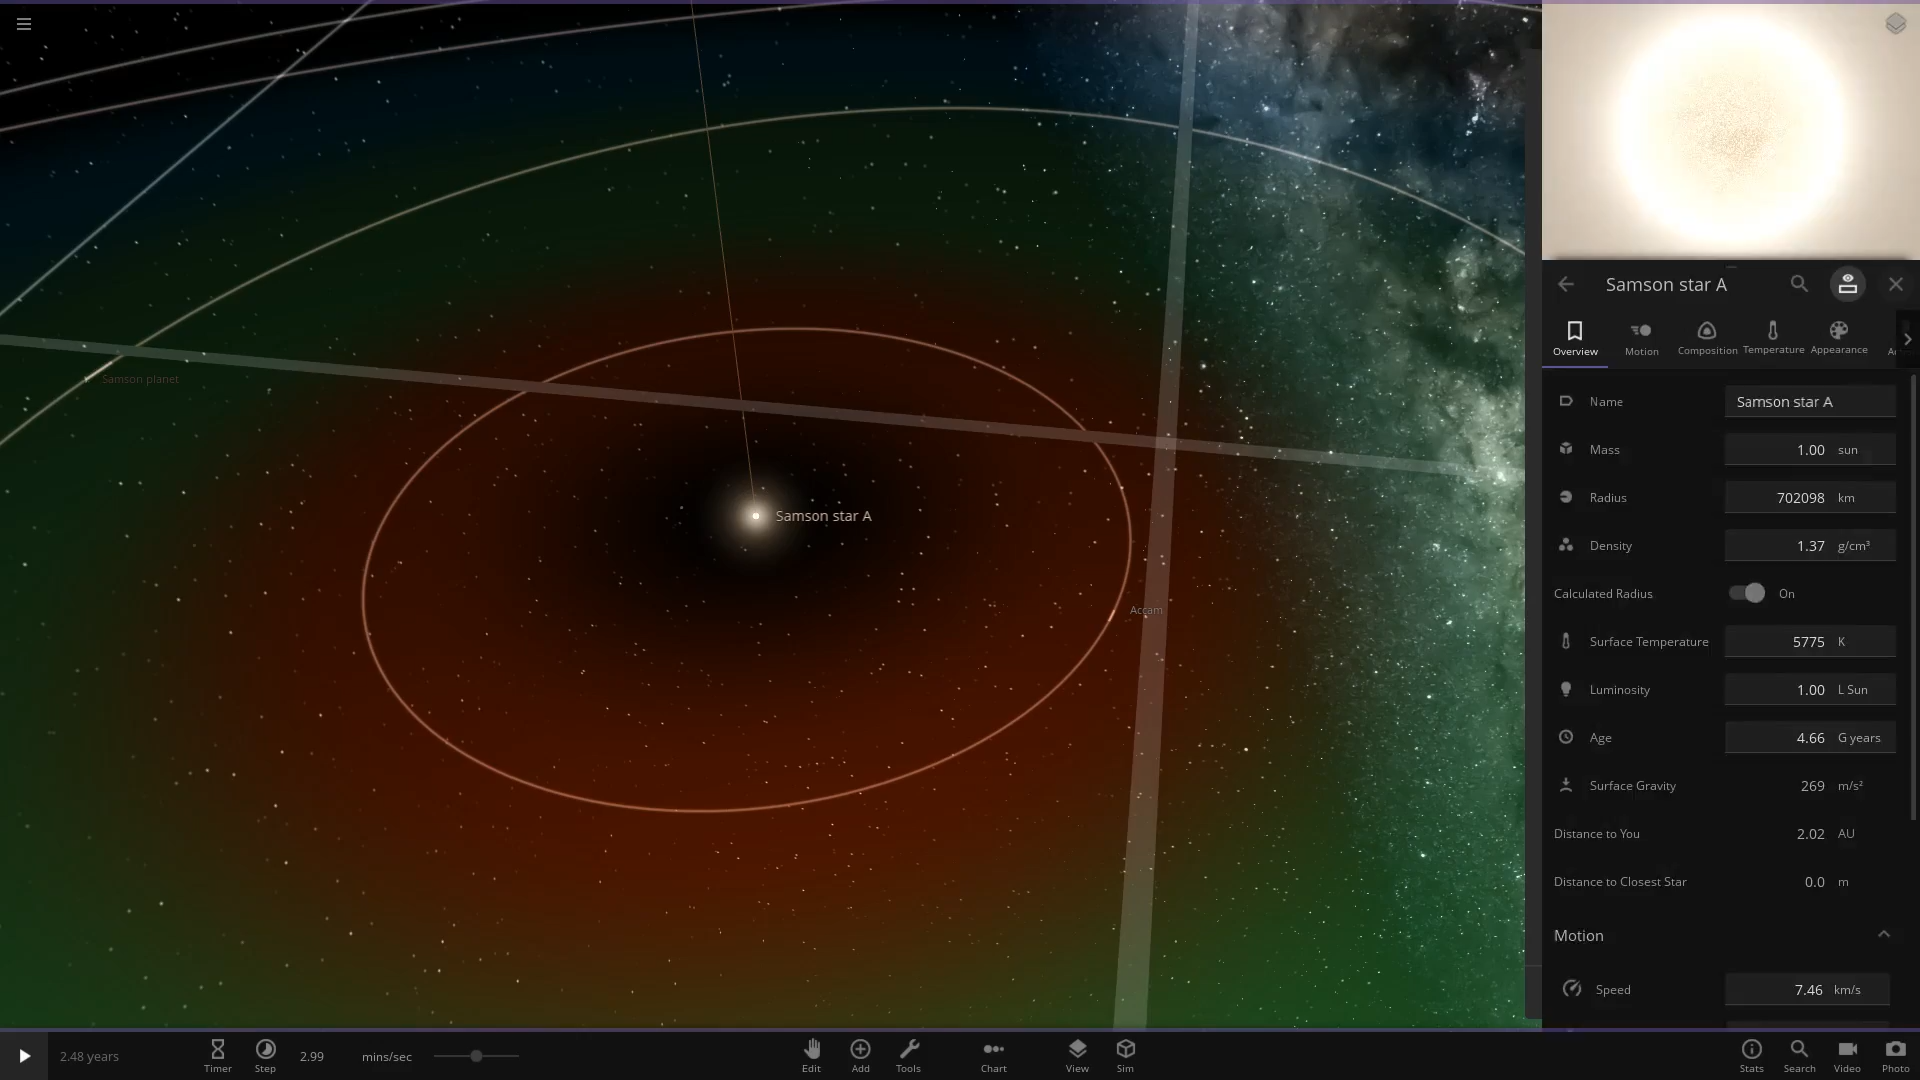 Samson star A
Overview
Motion
Composition
Temperature
Appearance
Name
Samson star A
Mass
1.00 sun
Radius
702098 km
Density
1.37 g/cm³
Calculated Radius
On
Surface Temperature
5775 K
Luminosity
1.00 L Sun
Age
4.66 G years
Surface Gravity
269 m/s²
Distance to You
2.02 AU
Distance to Closest Star
0.0 m
Motion
Speed
7.46 km/s
Samson planet
Samson star A
Accam
2.48 years
Timer
Step
2.99 mins/sec
Edit
Add
Tools
Chart
View
Sim
Stats
Search
Video
Photo